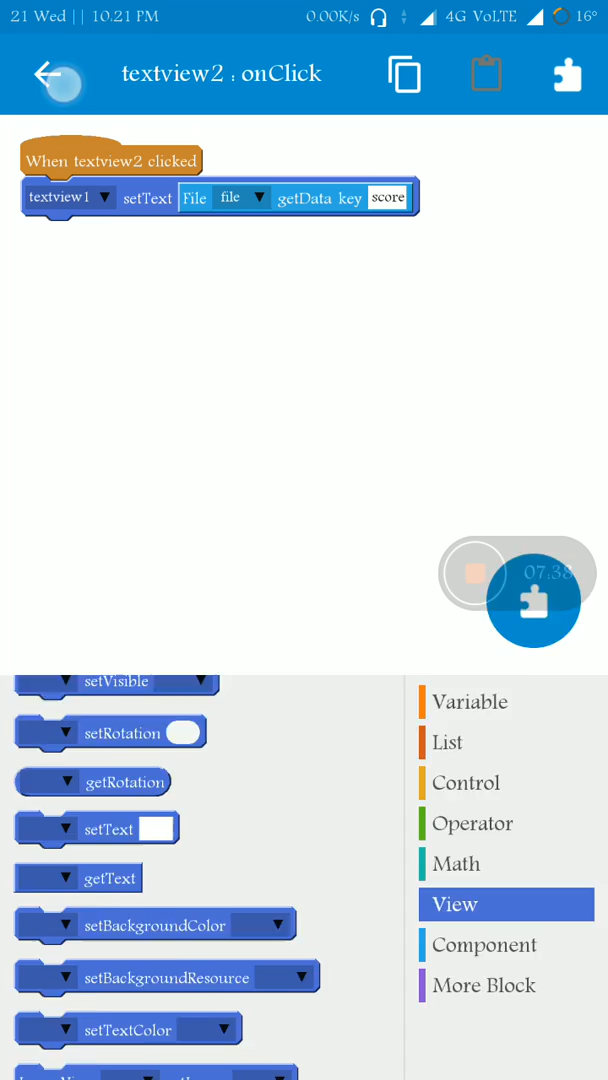 21 Wed || 10.21 PM 0.00K/s 4G VoLTE 16°
textview2 : onClick
When textview2 clicked
textview1 setText File file getData key score
07:38
setVisible
setRotation
getRotation
setText
getText
setBackgroundColor
setBackgroundResource
setTextColor
Variable
List
Control
Operator
Math
View
Component
More Block